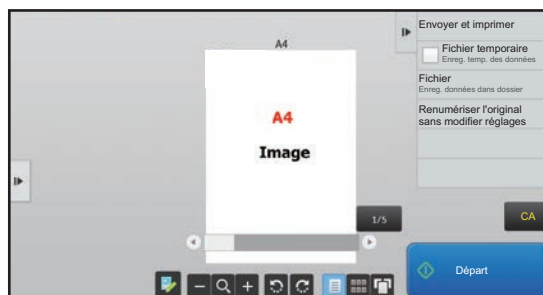 A4
A4
Image
1/5
Envoyer et imprimer
Fichier temporaire
Enreg. temp. des données
Fichier
Enreg. données dans dossier
Renumériser l'original
sans modifier réglages
CA
Départ